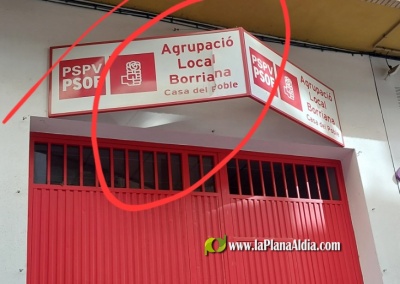 PSPV
PSOE
Agrupació
Local
Borriana
Casa del Poble
PSPV
PSOE
Agrupació
Local
Borriana
Casa del Poble
www.laPlanaAldia.com